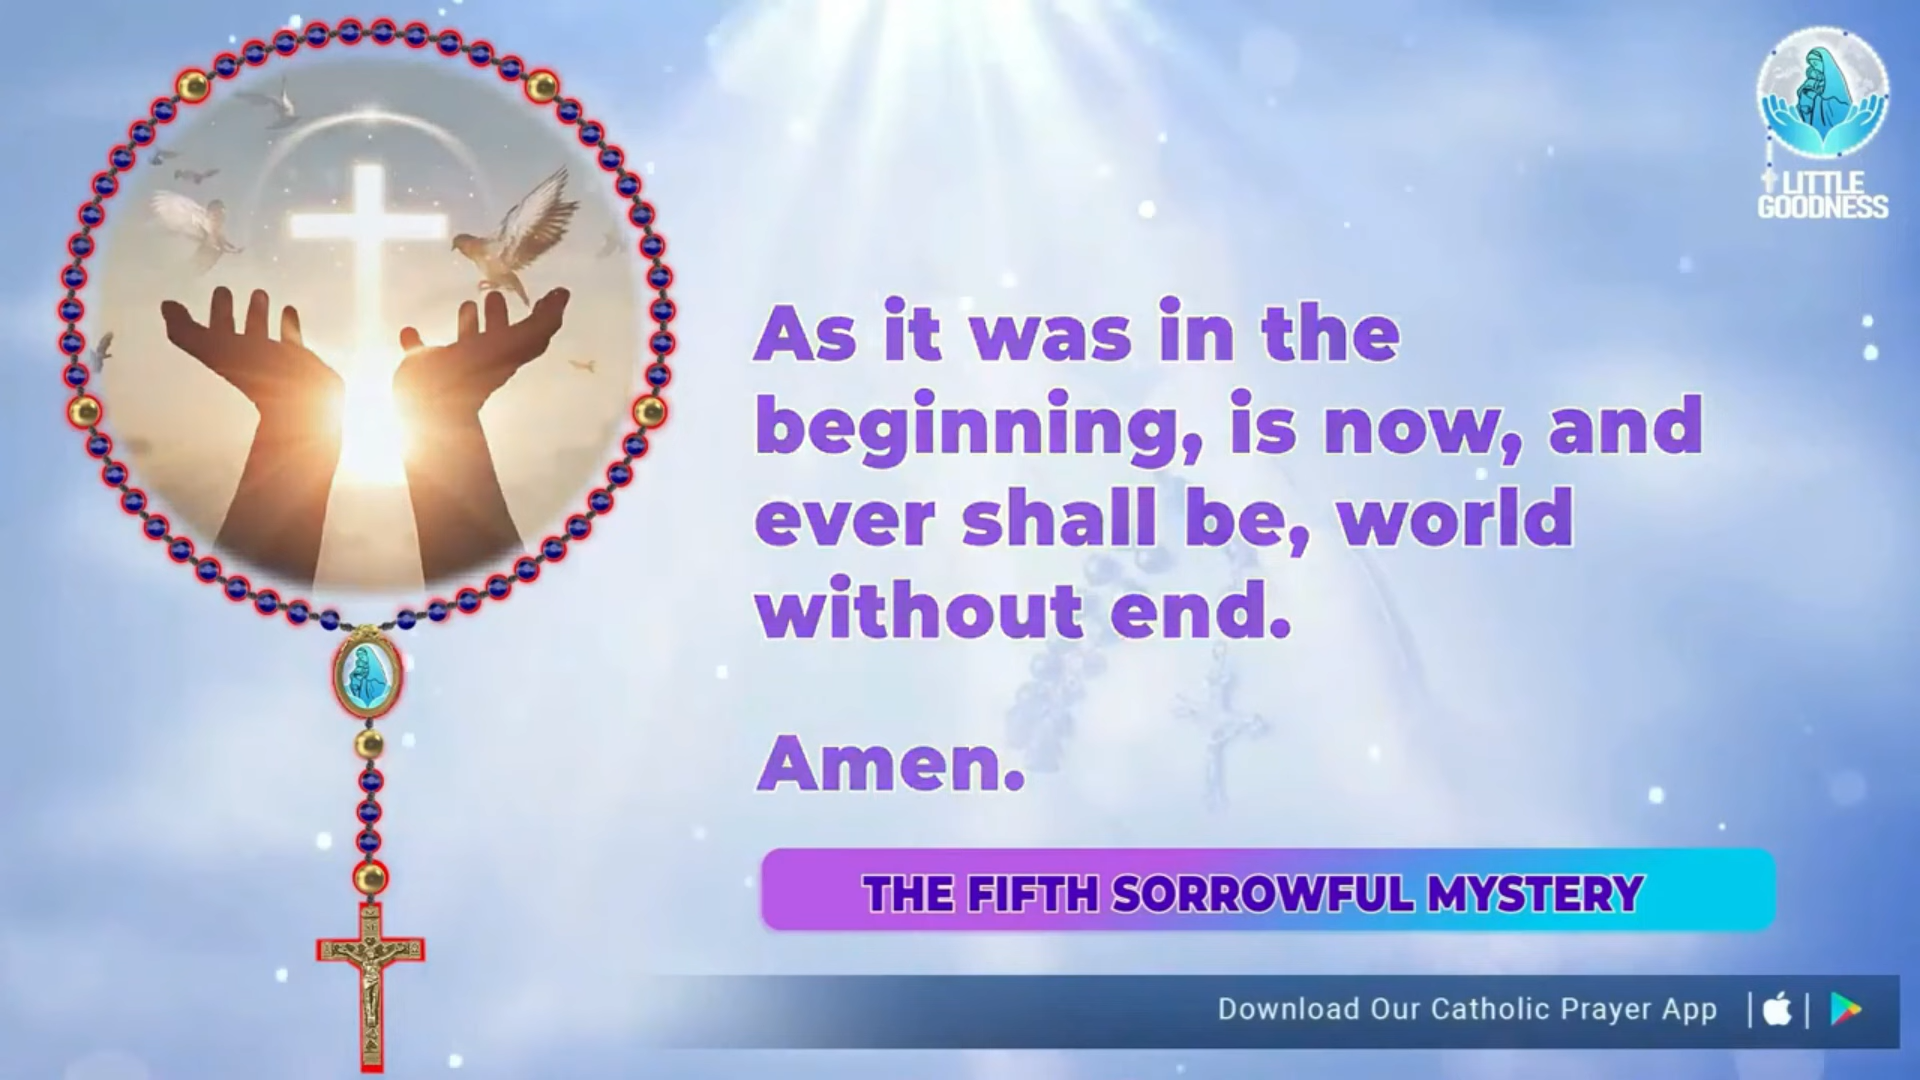 LITTLE
GOODNESS
As it was in the
beginning, is now, and
ever shall be, world
without end.
Amen.
THE FIFTH SORROWFUL MYSTERY
Download Our Catholic Prayer App